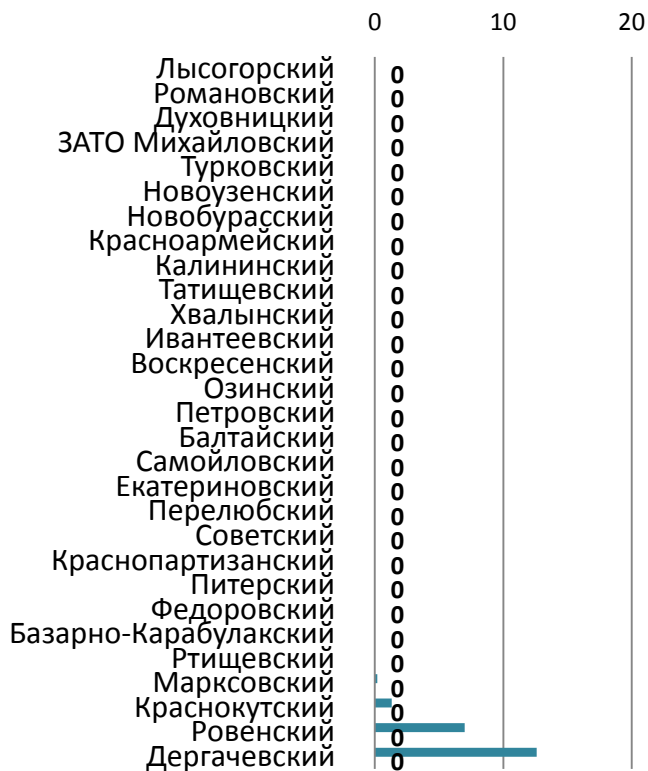 0 10 20
Лысогорский 0
Романовский 0
Духовницкий 0
ЗАТО Михайловский 0
Турковский 0
Новоузенский 0
Новобурасский 0
Красноармейский 0
Калининский 0
Татищевский 0
Хвалынский 0
Ивантеевский 0
Воскресенский 0
Озинский 0
Петровский 0
Балтайский 0
Самойловский 0
Екатериновский 0
Перелюбский 0
Советский 0
Краснопартизанский 0
Питерский 0
Федоровский 0
Базарно-Карабулакский 0
Ртищевский 0
Марксовский 0
Краснокутский 0
Ровенский 0
Дергачевский 0